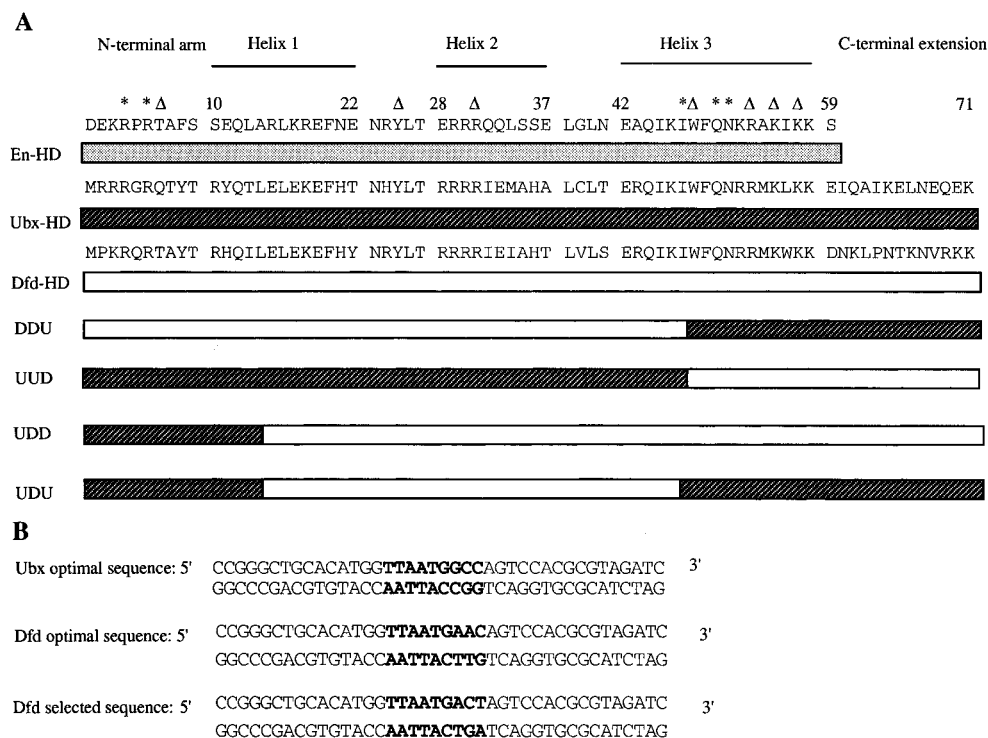 A
N-terminal arm Helix 1 Helix 2 Helix 3 C-terminal extension
* * Δ 10 22 Δ 28 Δ 37 42 *Δ * * Δ Δ Δ 59 71
DEKRPRTAFS SEQLARLKREFNE NRYLT ERRRQQLSSE LGLN EAQIKIWFQNKRAKIKK S
En-HD
MRRRGRQTYT RYQTLELEKEFHT NHYLT RRRRIEMAHA LCLT ERQIKIWFQNRRMKLKK EIQAIKELNEQEK
Ubx-HD
MPKRQRTAYT RHQILELEKEFHY NRYLT RRRRIEIAHT LVLS ERQIKIWFQNRRMKWKK DNKLPNTKNVRKK
Dfd-HD
DDU
UUD
UDD
UDU
B
Ubx optimal sequence: 5' CCGGGCTGCACATGGTTAATGGCCAGTCCACGCGTAGATC 3'
GGCCCGACGTGTACCAATTACCGGTCAGGTGCGCATCTAG
Dfd optimal sequence: 5' CCGGGCTGCACATGGTTAATGAACAGTCCACGCGTAGATC 3'
GGCCCGACGTGTACCAATTACTTGTCAGGTGCGCATCTAG
Dfd selected sequence: 5' CCGGGCTGCACATGGTTAATGACTAGTCCACGCGTAGATC 3'
GGCCCGACGTGTACCAATTACTGATCAGGTGCGCATCTAG